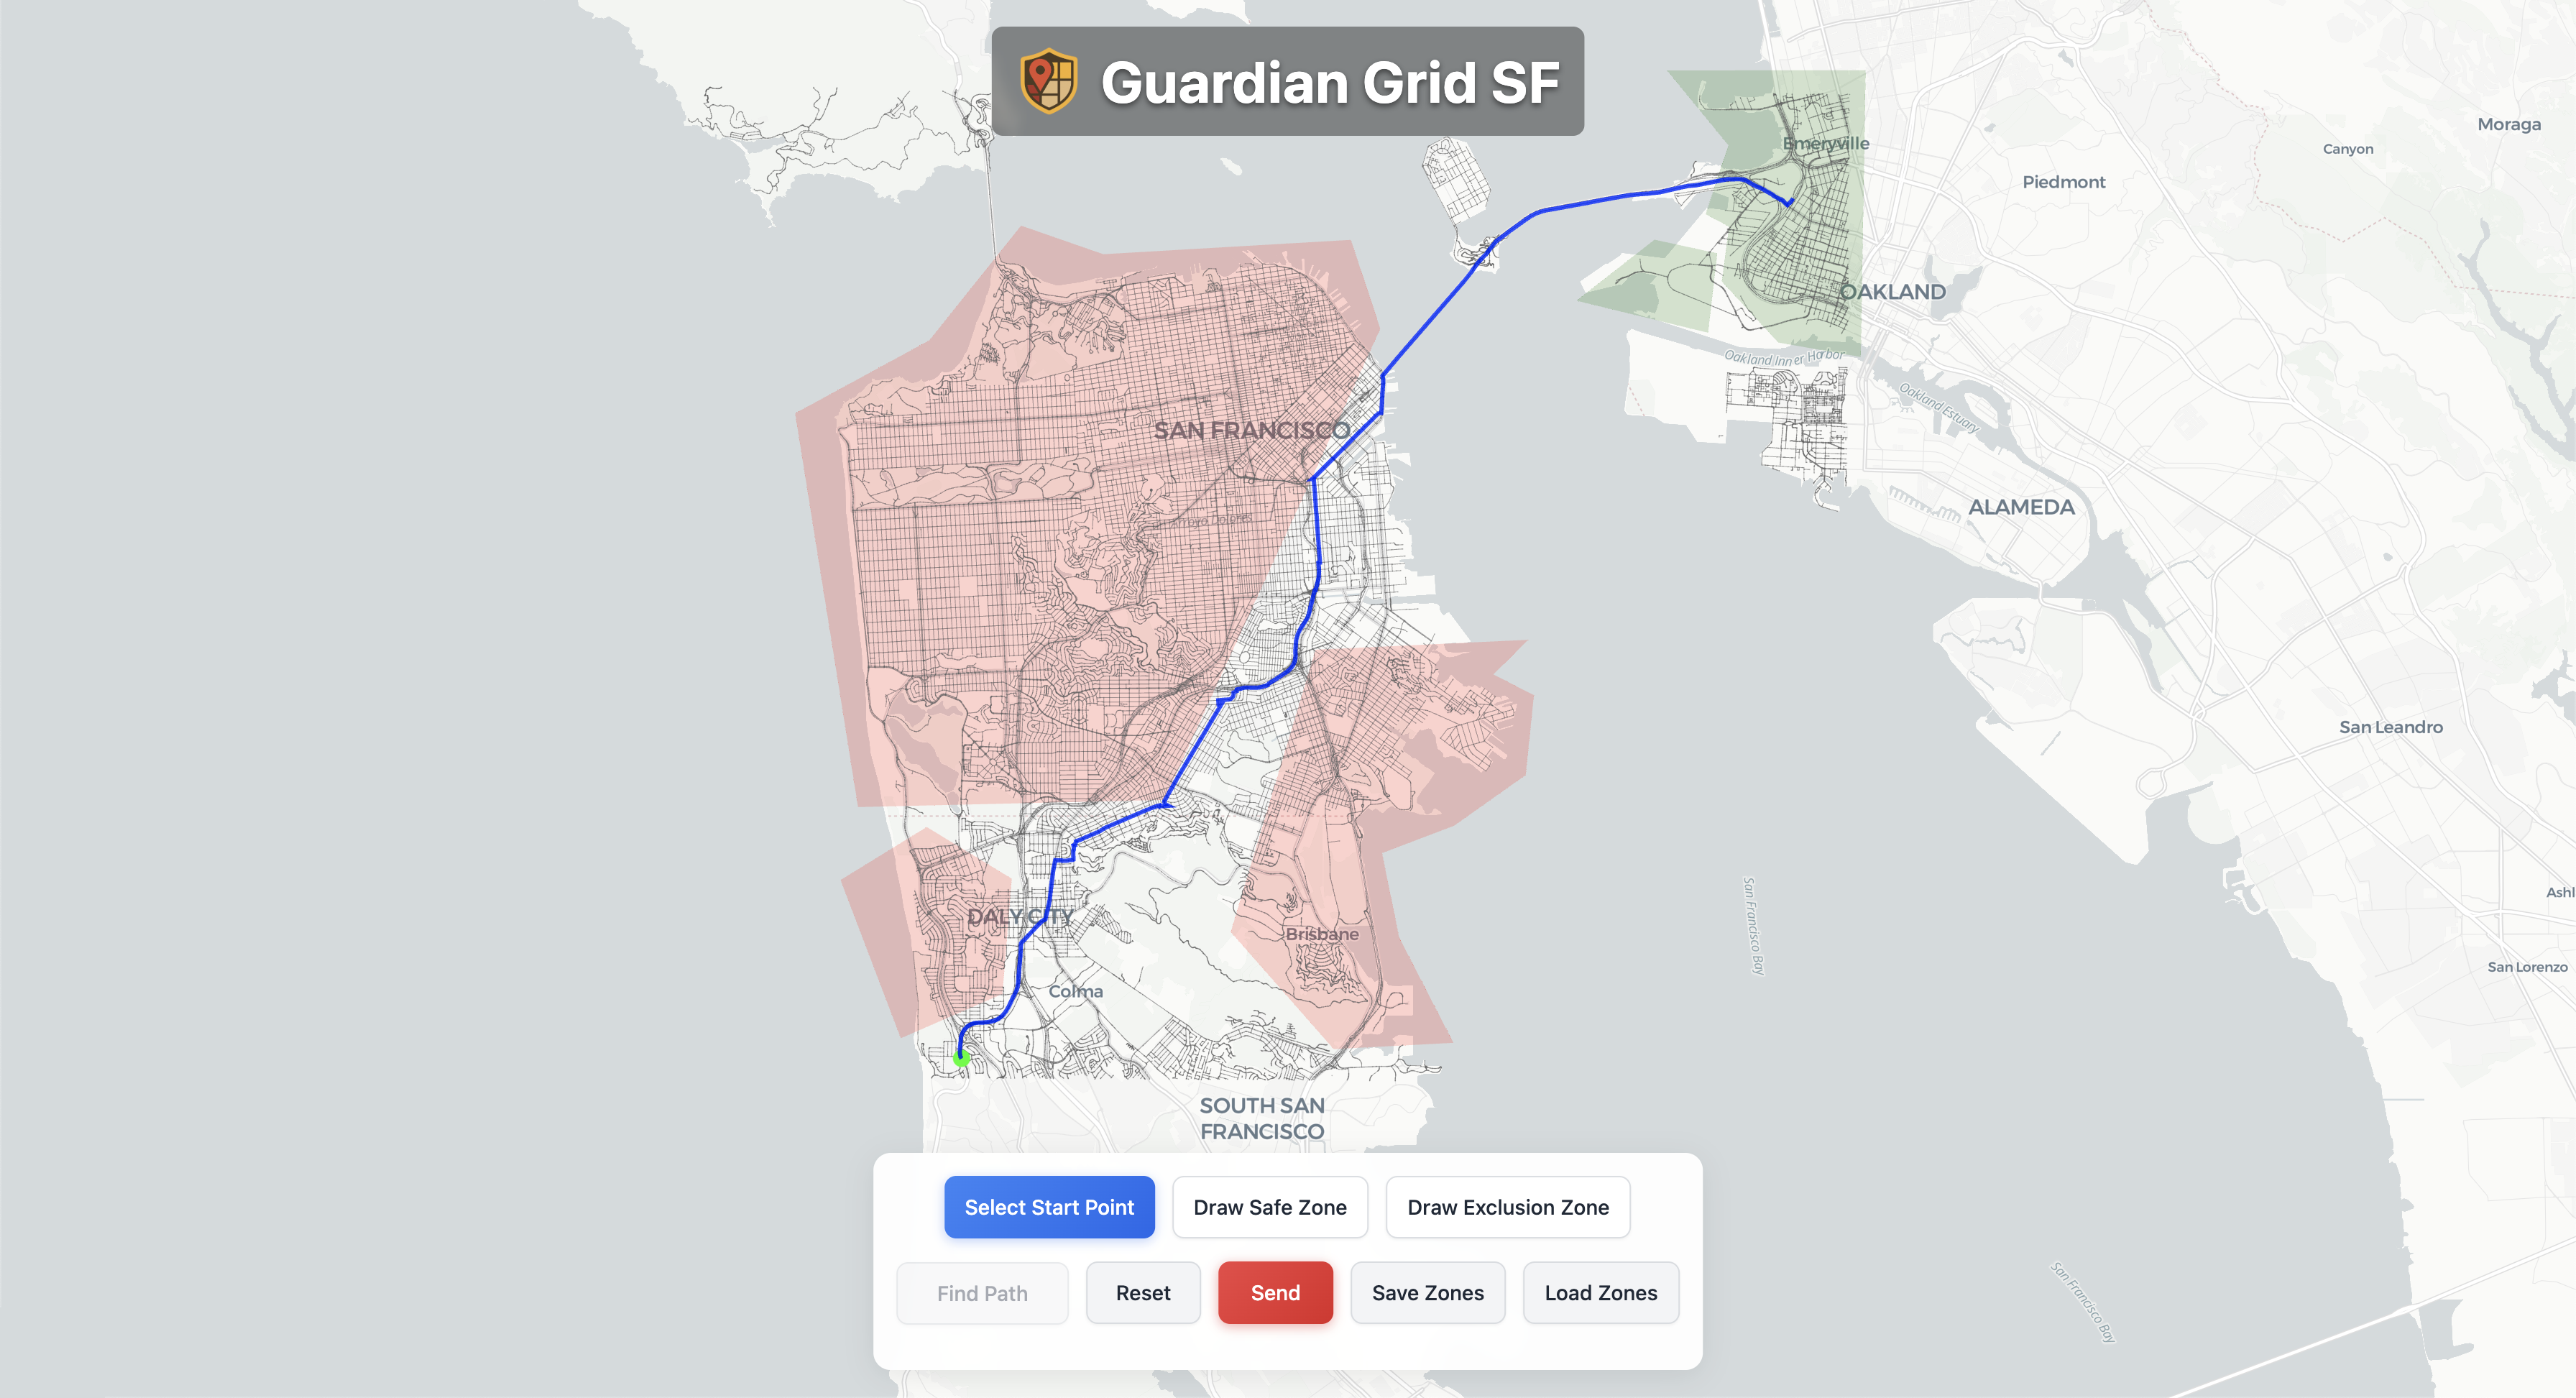 Guardian Grid SF
Moraga
Canyon
Emeryville
Piedmont
OAKLAND
Oakland Inner Harbor
Oakland Estuary
SAN FRANCISCO
ALAMEDA
Arroyo Dolores
San Leandro
DALY CITY
Brisbane
San Francisco Bay
Ashl
San Lorenzo
Colma
SOUTH SAN
FRANCISCO
San Francisco Bay
Select Start Point
Draw Safe Zone
Draw Exclusion Zone
Find Path
Reset
Send
Save Zones
Load Zones